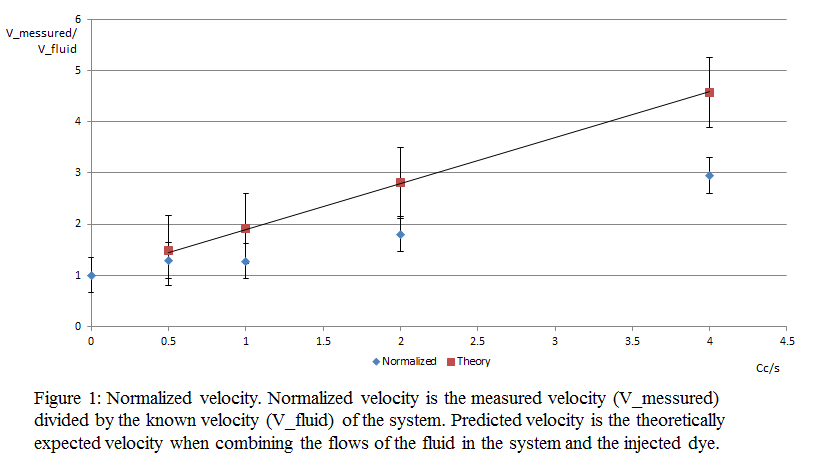 6
V_messured/
V_fluid
5
4
3
2
1
0
0 0.5 1 1.5 2 2.5 3 3.5 4 4.5
Normalized Theory
Cc/s
Figure 1: Normalized velocity. Normalized velocity is the measured velocity (V_messured)
divided by the known velocity (V_fluid) of the system. Predicted velocity is the theoretically
expected velocity when combining the flows of the fluid in the system and the injected dye.